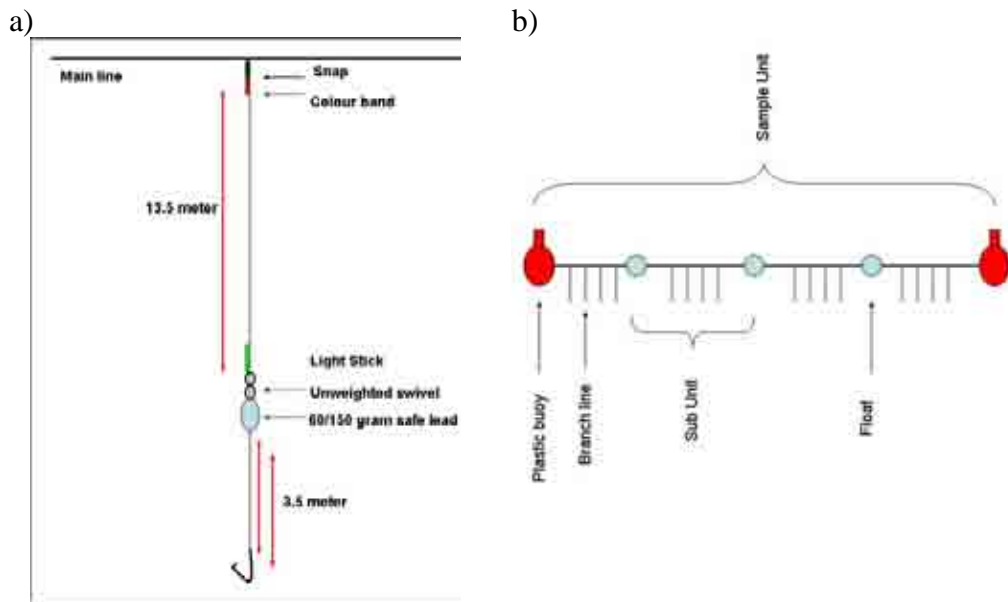 a)
b)
Main line
Snap
Colour band
13.5 meter
Light Stick
Unweighted swivel
60/150 gram safe lead
3.5 meter
Sample Unit
Plastic buoy
Branch line
Sub Unit
Float